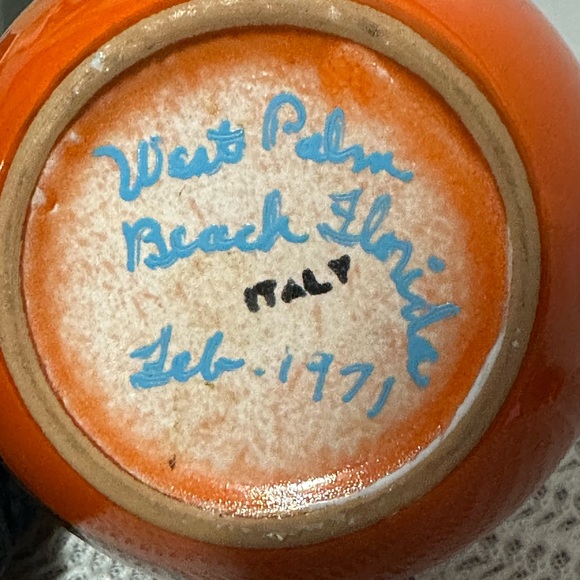 West Palm
Beach Florida
ITALY
Feb. 1971